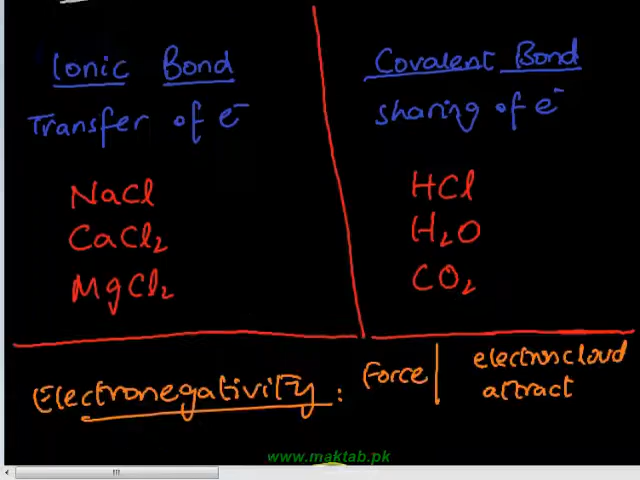 Ionic Bond
Transfer of e⁻
NaCl
CaCl₂
MgCl₂
Covalent Bond
sharing of e⁻
HCl
H₂O
CO₂
Electronegativity : Force | electroncloud
attract
www.maktab.pk